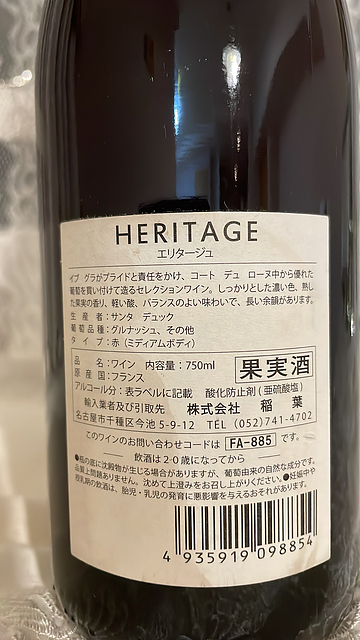 HERITAGE
エリタージュ
イブ グラがプライドと責任をかけ、コート デュ ローヌ中から優れた
葡萄を買い付けて造るセレクションワイン。しっかりとした濃い色、熟し
た果実の香り、軽い酸、バランスのよい味わいで、長い余韻があります。
生 産 者：サンタ デュック
葡萄品種：グルナッシュ、その他
タ イ プ：赤（ミディアムボディ）
品 名：ワイン 内容量：750ml
原 産 国：フランス
果実酒
アルコール分：表ラベルに記載 酸化防止剤（亜硫酸塩）
輸入業者及び引取先 株式会社 稲 葉
名古屋市千種区今池 5-9-12 TEL（052)741-4702
このワインのお問い合わせコードは FA-885 です。
飲酒は２０歳になってから
●瓶の底に沈殿物が生じる場合がありますが、葡萄由来の自然な成分です。
品質上問題ありません。沈めて上澄みをお召し上がりください。●妊娠中や
授乳期の飲酒は、胎児・乳児の発育に悪影響を与えるおそれがあります。
4 935919 098854